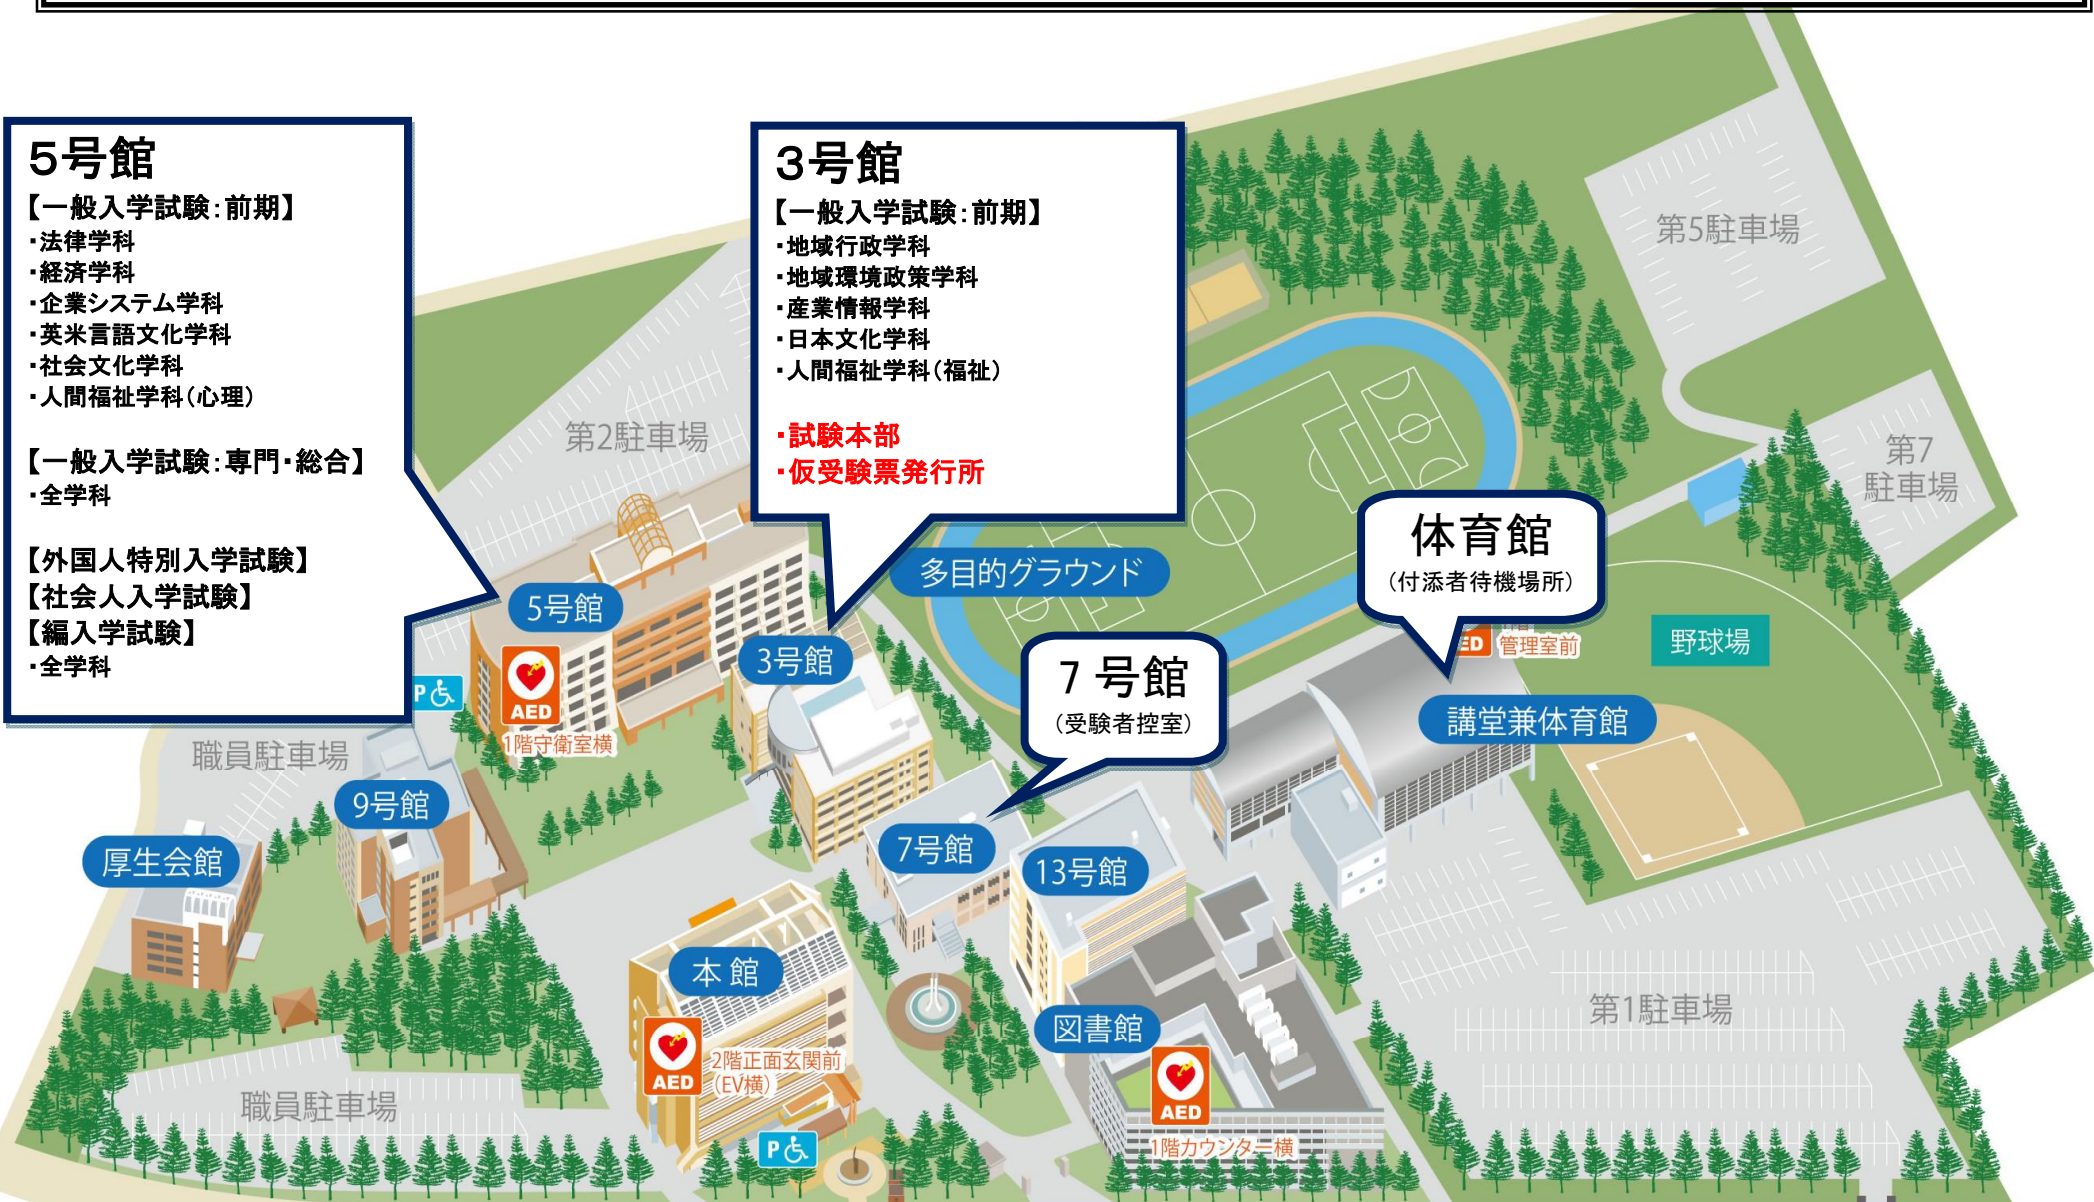 5号館
【一般入学試験：前期】
・法律学科
・経済学科
・企業システム学科
・英米言語文化学科
・社会文化学科
・人間福祉学科（心理）
【一般入学試験：専門・総合】
・全学科
【外国人特別入学試験】
【社会人入学試験】
【編入学試験】
・全学科
3号館
【一般入学試験：前期】
・地域行政学科
・地域環境政策学科
・産業情報学科
・日本文化学科
・人間福祉学科（福祉）
・試験本部
・仮受験票発行所
第5駐車場
第2駐車場
第7
駐車場
体育館
（付添者待機場所）
多目的グラウンド
5号館
3号館
7 号館
（受験者控室）
ED 管理室前
野球場
P
AED
1階守衛室横
講堂兼体育館
職員駐車場
9号館
厚生会館
7号館
13号館
本 館
図書館
第1駐車場
AED
2階正面玄関前
（EV横）
AED
1階カウンター横
職員駐車場
P